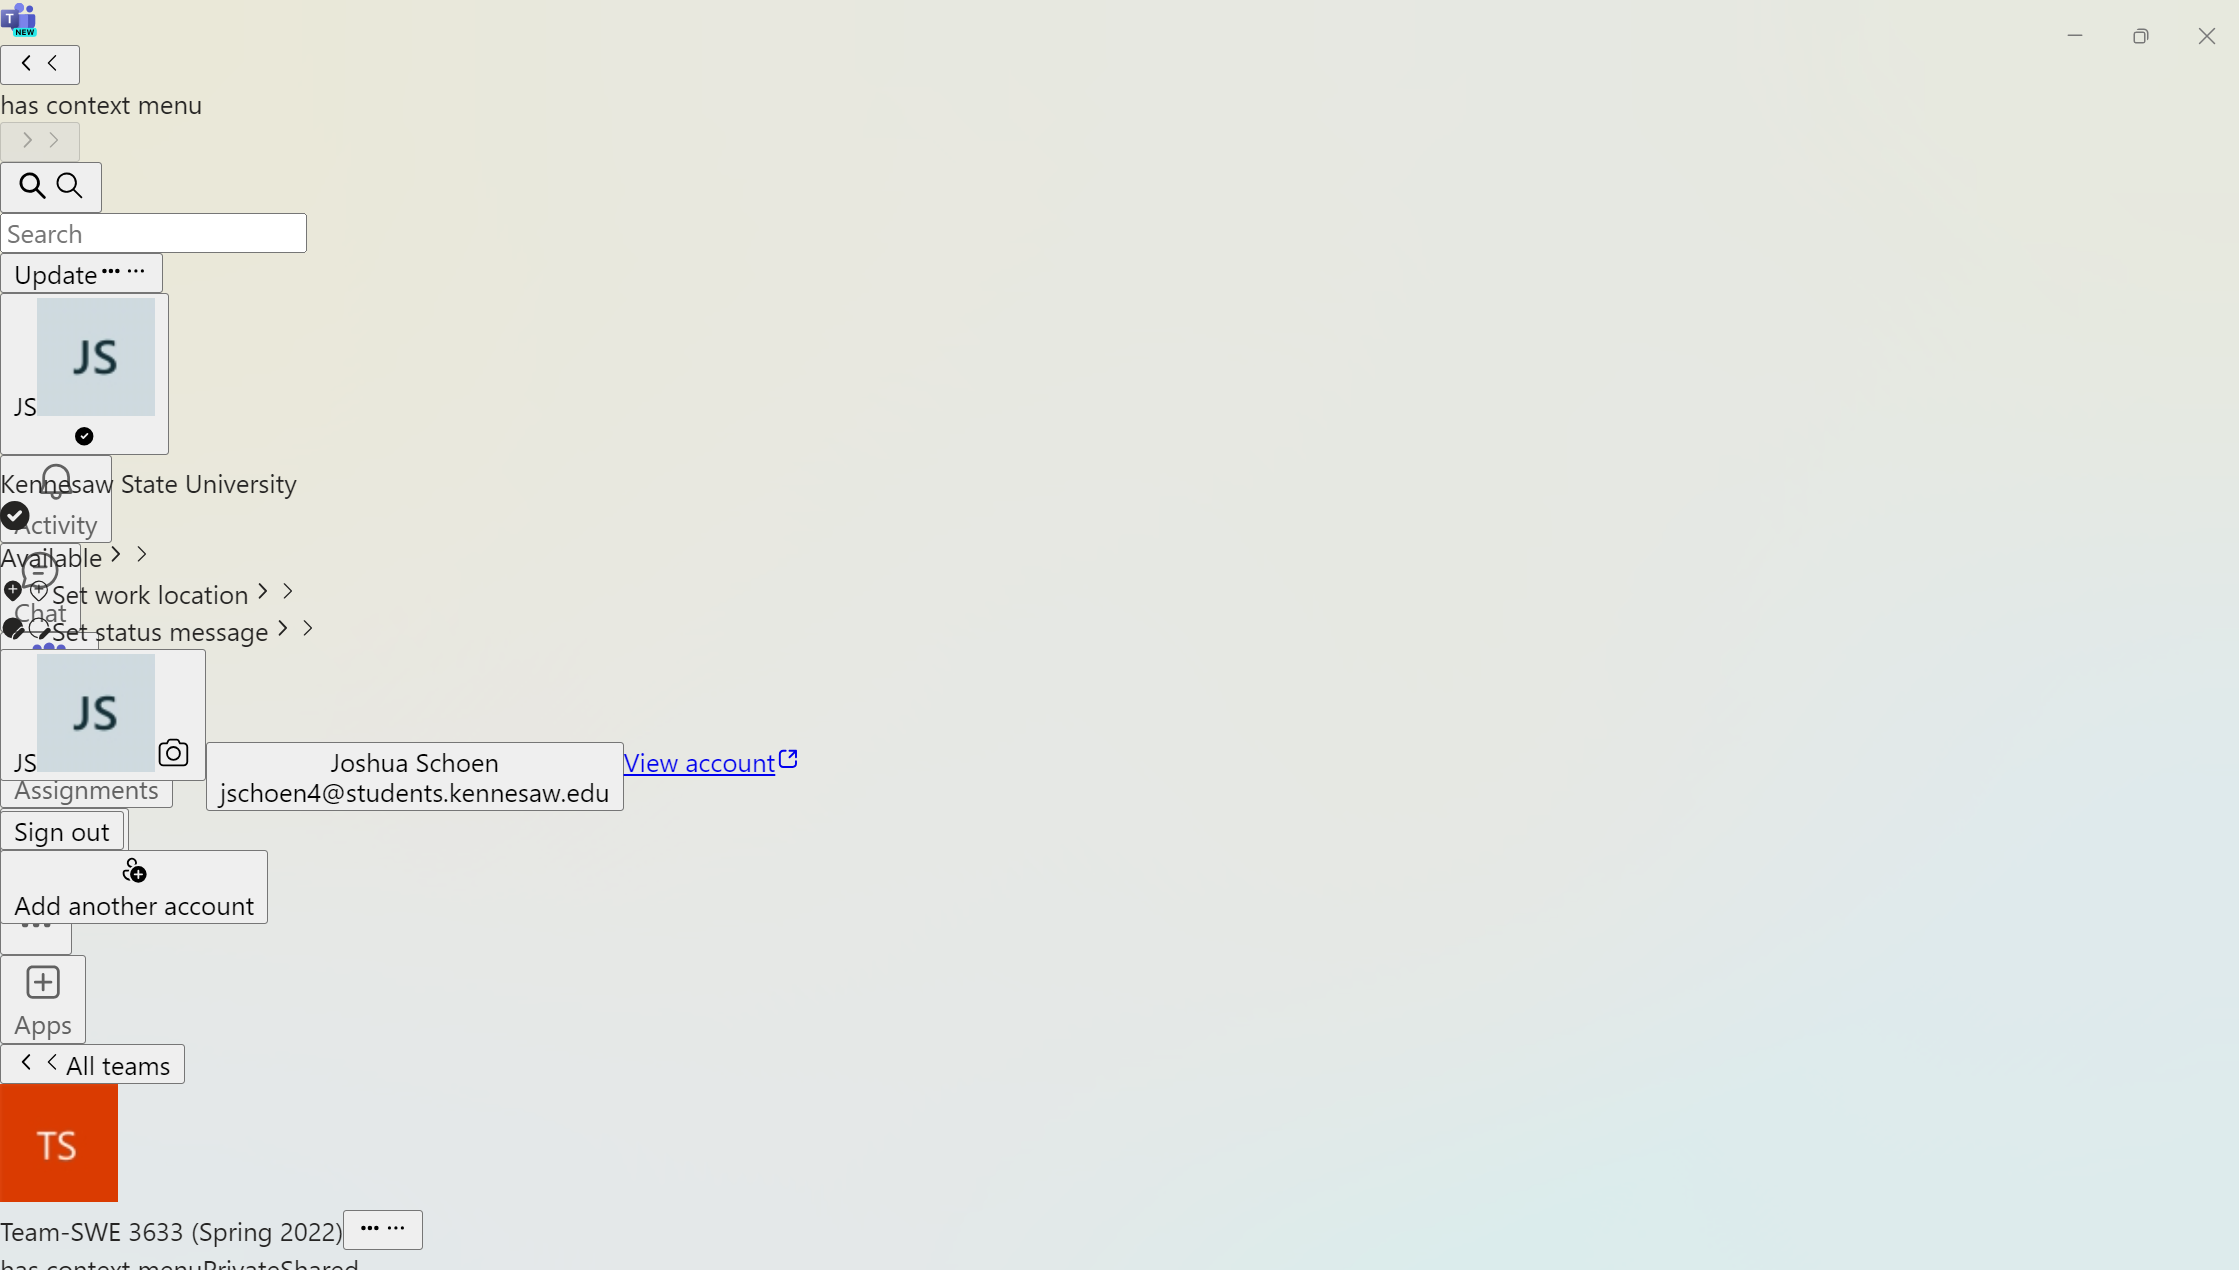 T
NEW
has context menu
Search
Update
JS
JS
Kennesaw State University
Activity
Available
Set work location
Chat
Set status message
JS
JS
Joshua Schoen
jschoen4@students.kennesaw.edu
View account
Assignments
Sign out
Add another account
Apps
All teams
TS
Team-SWE 3633 (Spring 2022)
has context menuPrivateShared